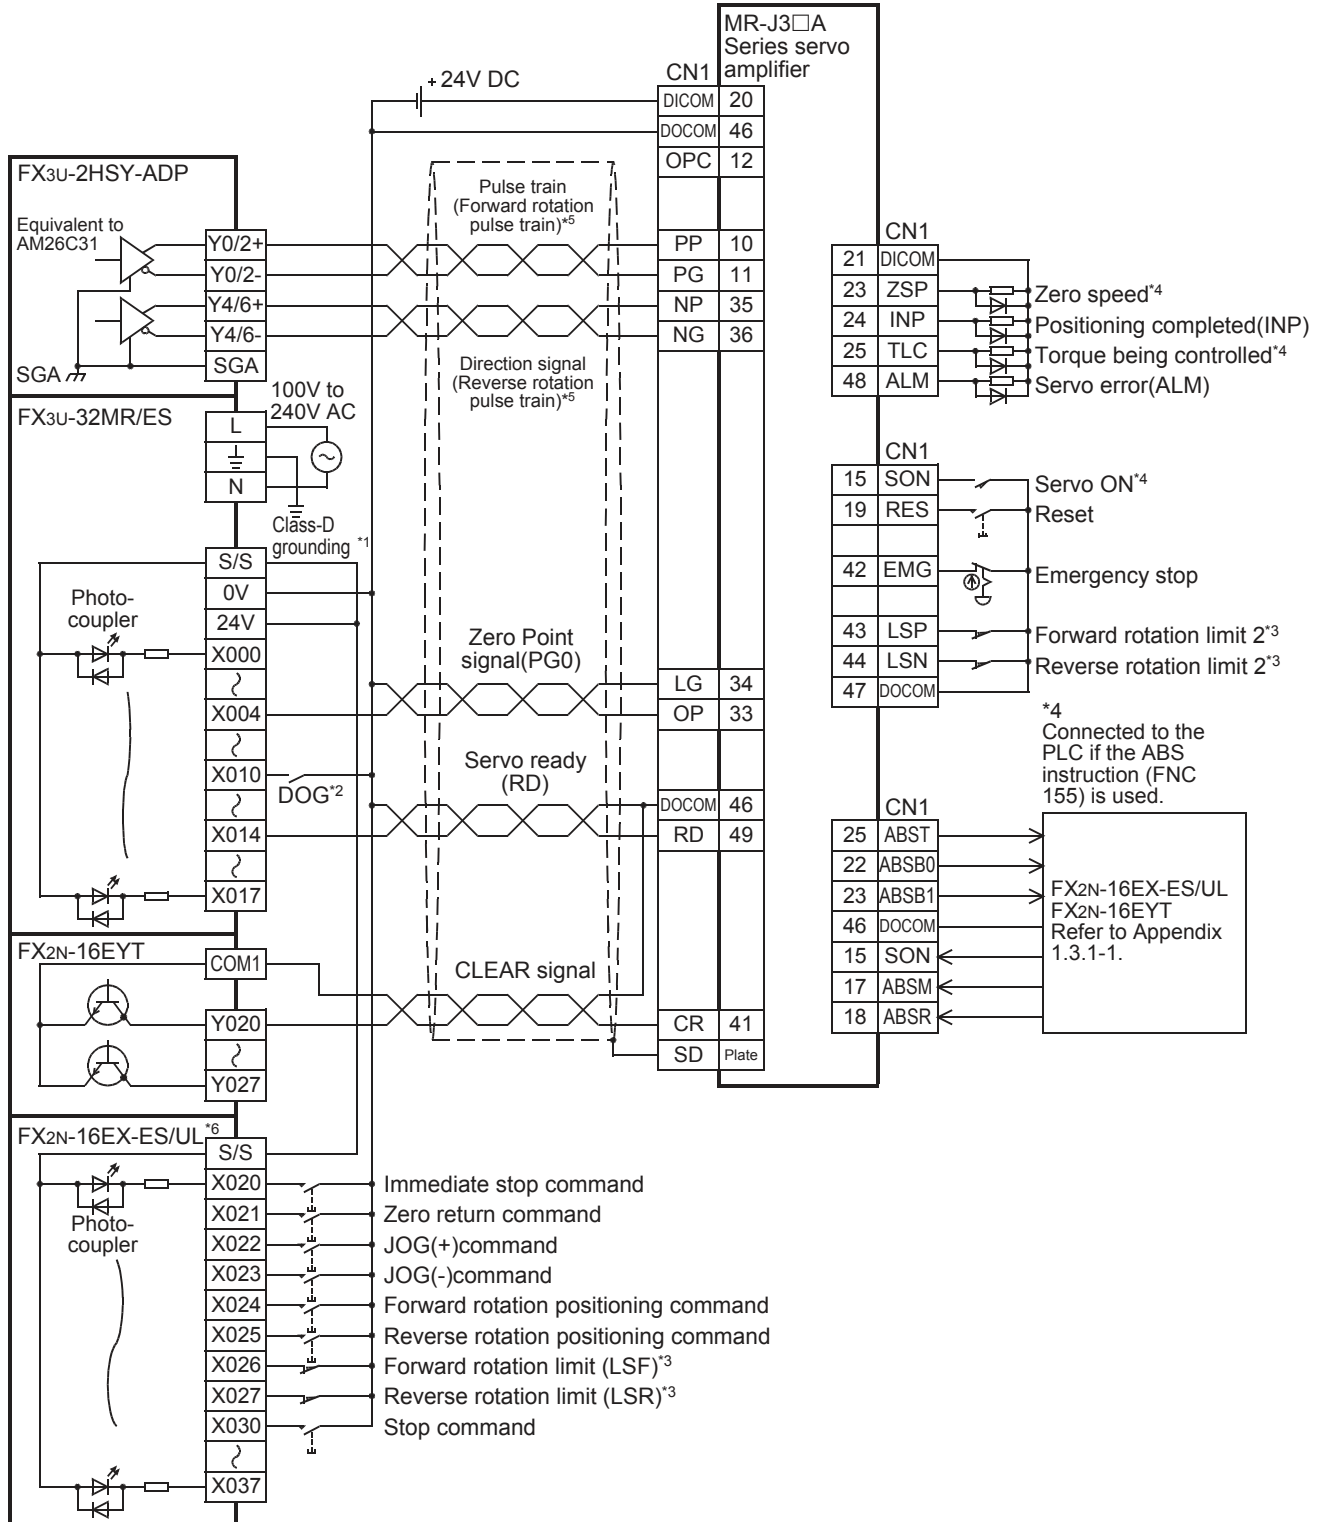 MR-J3□A
Series servo
amplifier
CN1
+24V DC
DICOM 20
DOCOM 46
OPC 12
PP 10
PG 11
NP 35
NG 36
LG 34
OP 33
DOCOM 46
RD 49
CR 41
SD Plate
FX3U-2HSY-ADP
Equivalent to
AM26C31
Y0/2+
Y0/2-
Y4/6+
Y4/6-
SGA
SGA
Pulse train
(Forward rotation
pulse train)*5
Direction signal
(Reverse rotation
pulse train)*5
FX3U-32MR/ES
100V to
240V AC
L
N
Class-D
grounding *1
S/S
0V
24V
X000
X004
X010
X014
X017
Photo-
coupler
DOG*2
Zero Point
signal(PG0)
Servo ready
(RD)
FX2N-16EYT
COM1
Y020
Y027
CLEAR signal
FX2N-16EX-ES/UL*6
S/S
Photo-
coupler
X020 Immediate stop command
X021 Zero return command
X022 JOG(+)command
X023 JOG(-)command
X024 Forward rotation positioning command
X025 Reverse rotation positioning command
X026 Forward rotation limit (LSF)*3
X027 Reverse rotation limit (LSR)*3
X030 Stop command
X037
CN1
21 DICOM
23 ZSP Zero speed*4
24 INP Positioning completed(INP)
25 TLC Torque being controlled*4
48 ALM Servo error(ALM)
CN1
15 SON Servo ON*4
19 RES Reset
42 EMG Emergency stop
43 LSP Forward rotation limit 2*3
44 LSN Reverse rotation limit 2*3
47 DOCOM
*4
Connected to the
PLC if the ABS
instruction (FNC
155) is used.
CN1
25 ABST
22 ABSB0
23 ABSB1
46 DOCOM
15 SON
17 ABSM
18 ABSR
FX2N-16EX-ES/UL
FX2N-16EYT
Refer to Appendix
1.3.1-1.